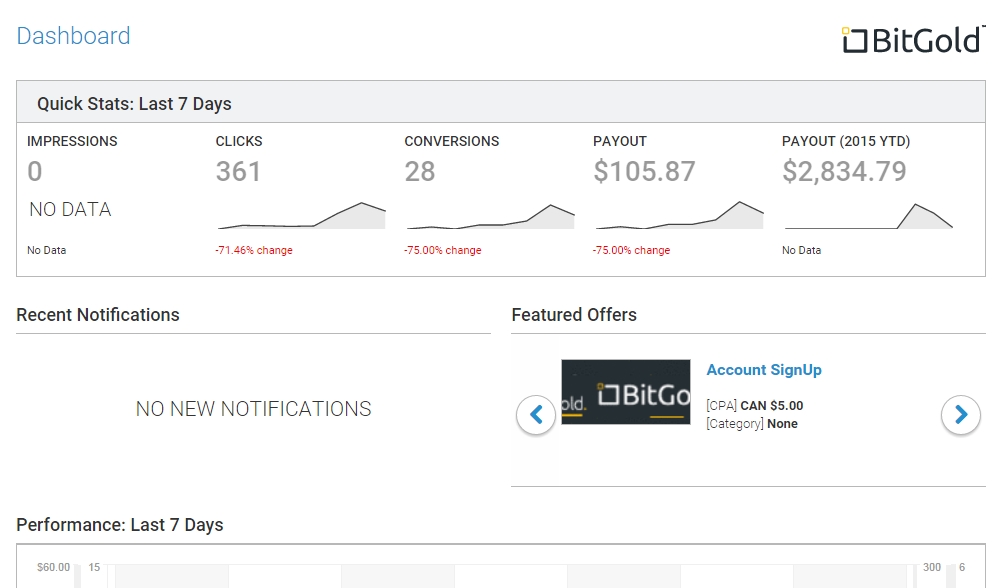 Dashboard
BitGold
Quick Stats: Last 7 Days
IMPRESSIONS CLICKS CONVERSIONS PAYOUT PAYOUT (2015 YTD)
0 361 28 $105.87 $2,834.79
NO DATA
No Data -71.46% change -75.00% change -75.00% change No Data
Recent Notifications
NO NEW NOTIFICATIONS
Featured Offers
old. BitGo
Account SignUp
[CPA] CAN $5.00
[Category] None
Performance: Last 7 Days
$60.00 15 300 6